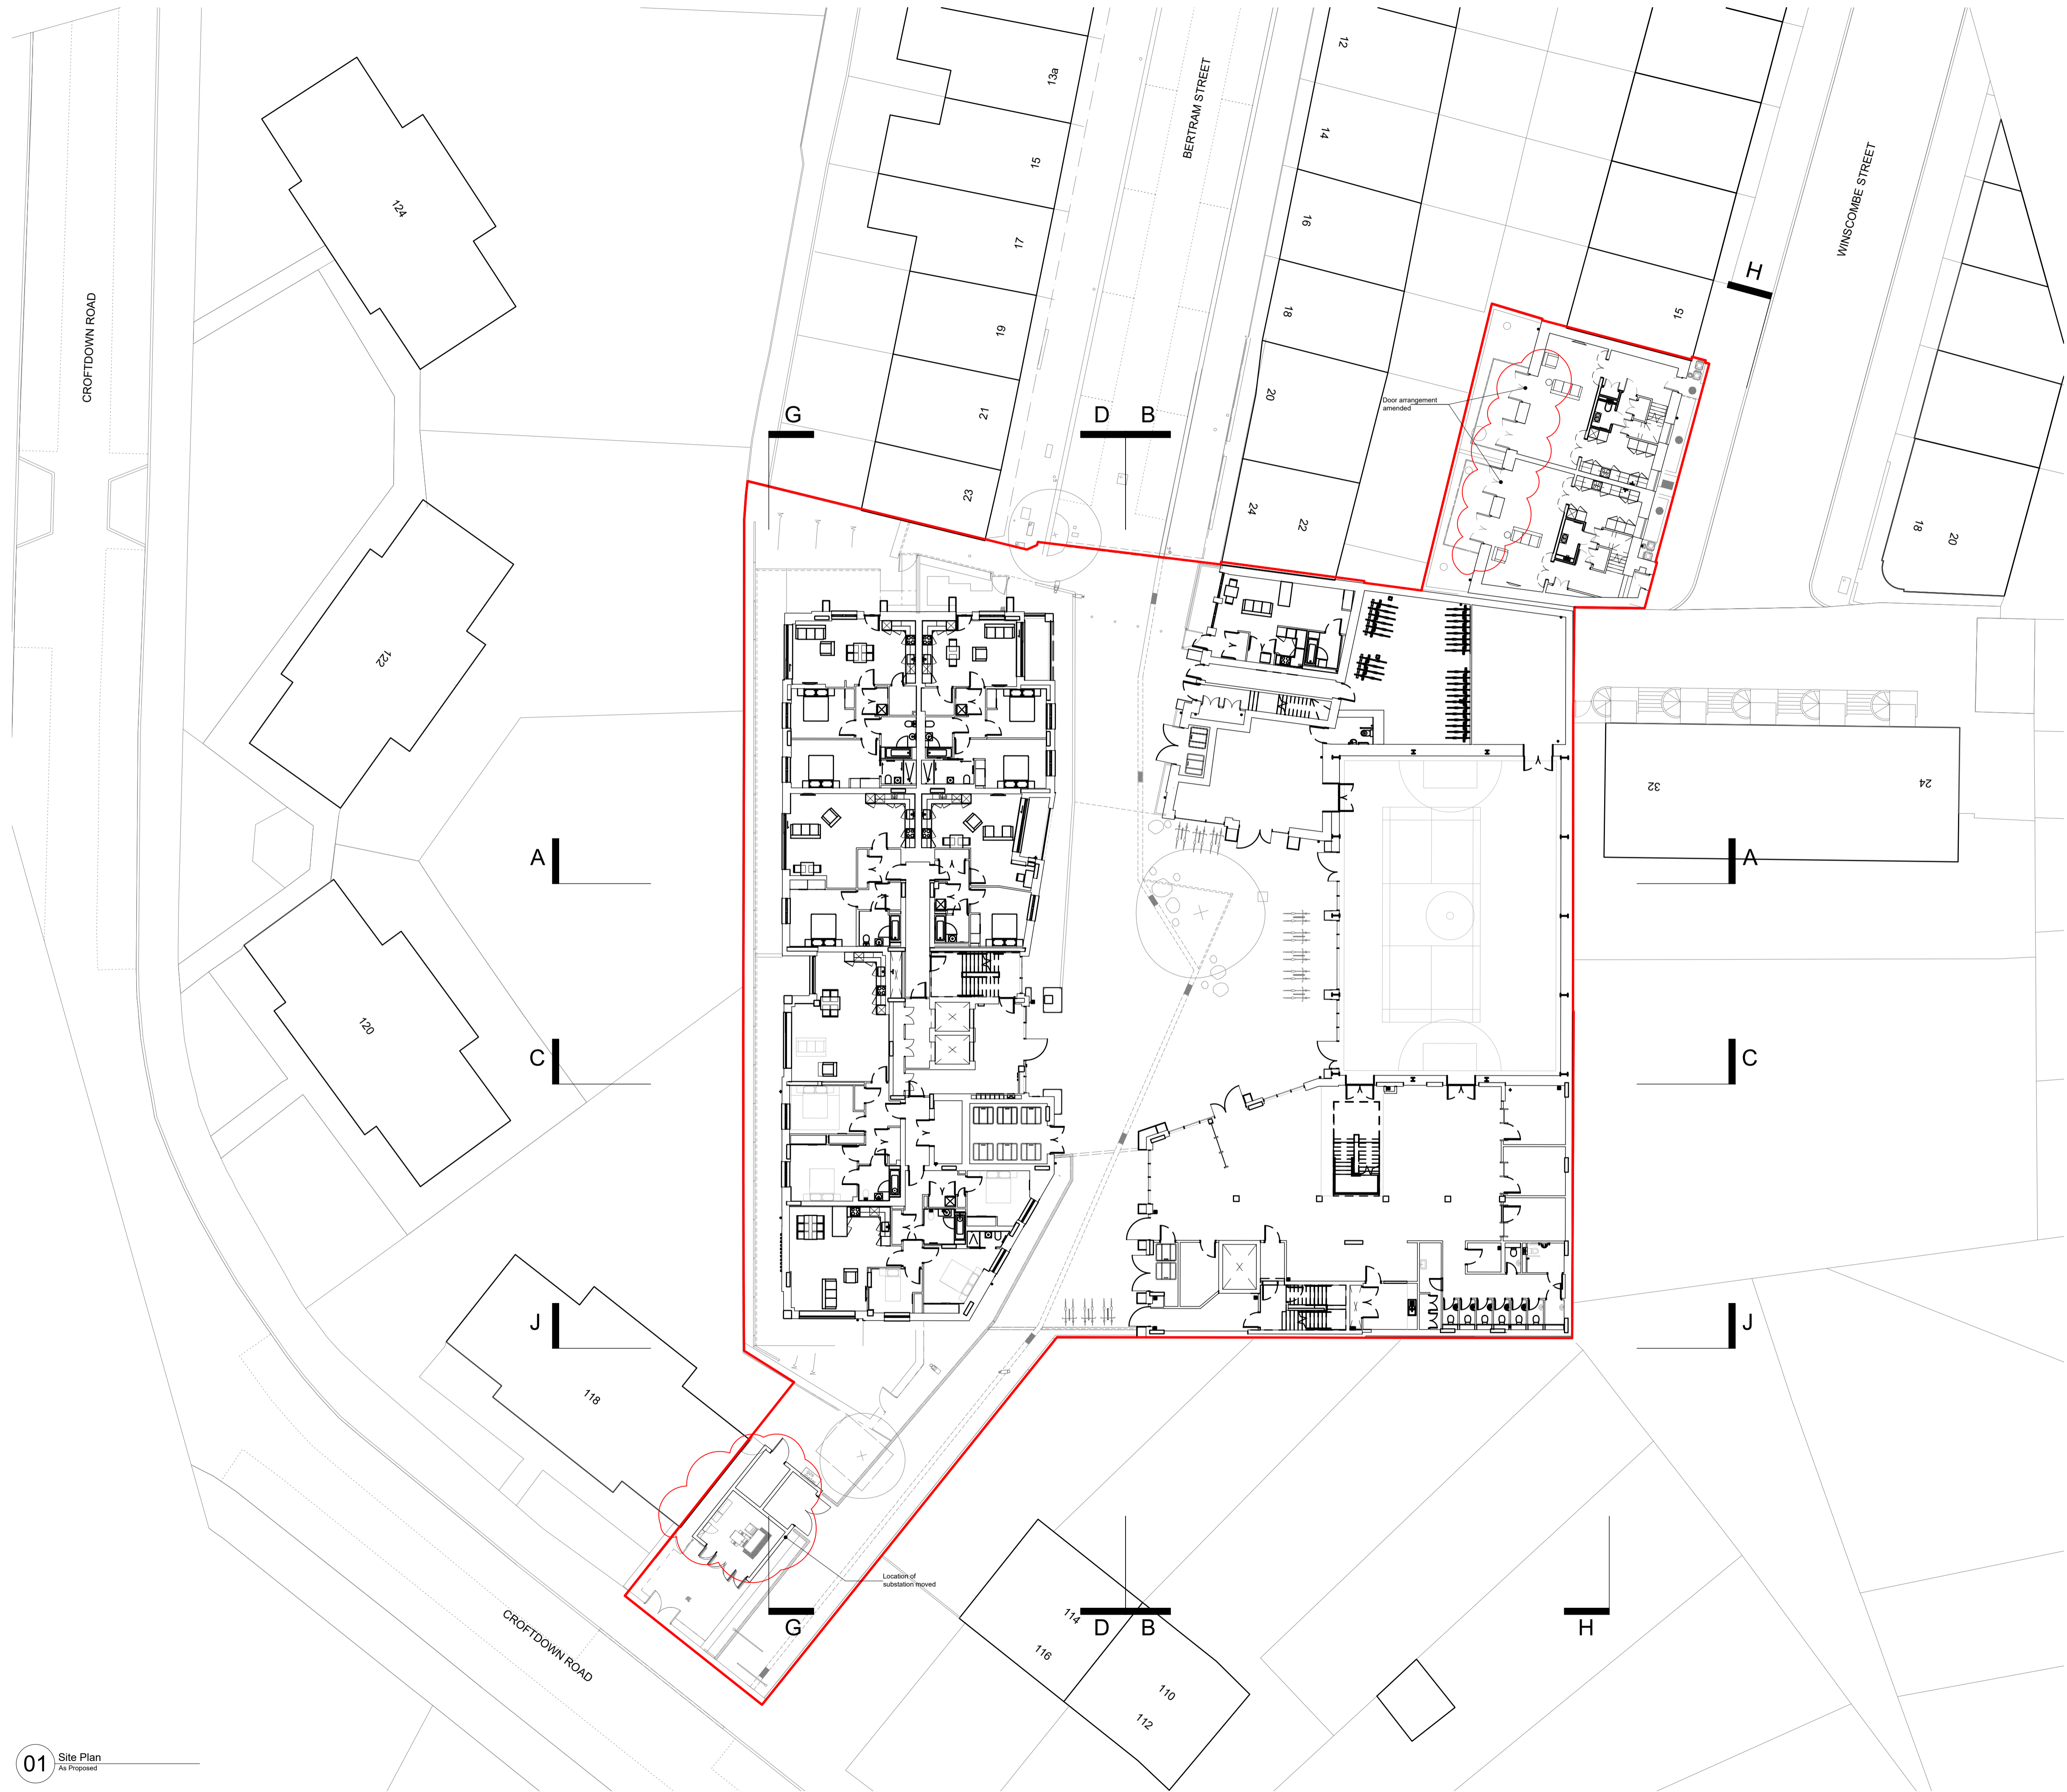 13a
12
BERTRAM STREET
14
15
124
WINSCOMBE STREET
16
17
H
CROFTDOWN ROAD
18
15
19
20
Door arrangement
amended
G
D
B
21
23
24
22
18
20
122
32
24
A
A
120
C
C
J
J
118
Location of
substation moved
CROFTDOWN ROAD
G
D
B
H
114
116
110
112
01
Site Plan
As Proposed